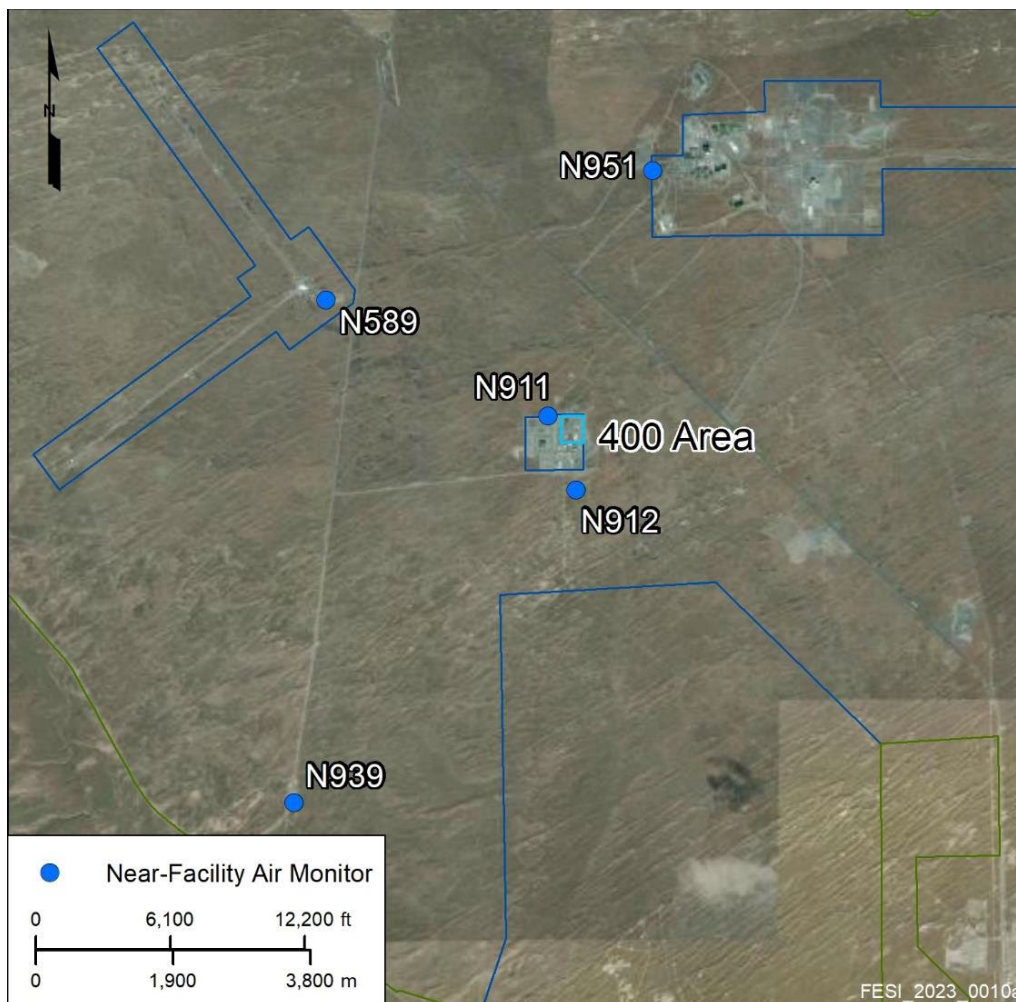 N
N951
N589
N911
400 Area
N912
N939
Near-Facility Air Monitor
0 6,100 12,200 ft
0 1,900 3,800 m
FESI_2023_0010a